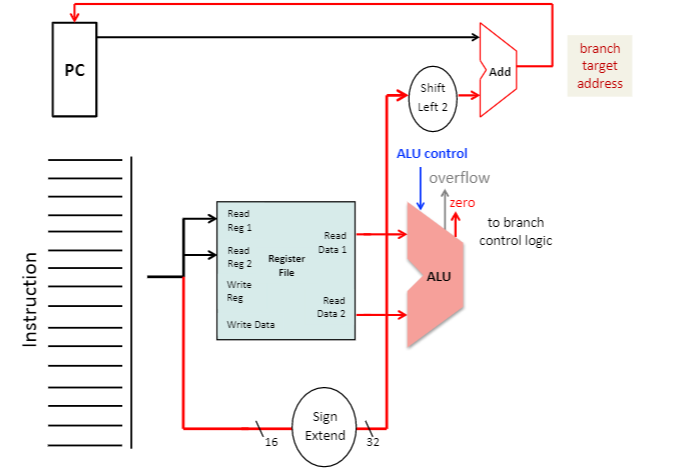 branch
target
address
PC
Add
Shift
Left 2
ALU control
overflow
zero
to branch
control logic
Read
Reg 1
Read
Data 1
Read
Reg 2
Register
File
Write
Reg
Read
Data 2
Write Data
ALU
Instruction
Sign
Extend
16
32